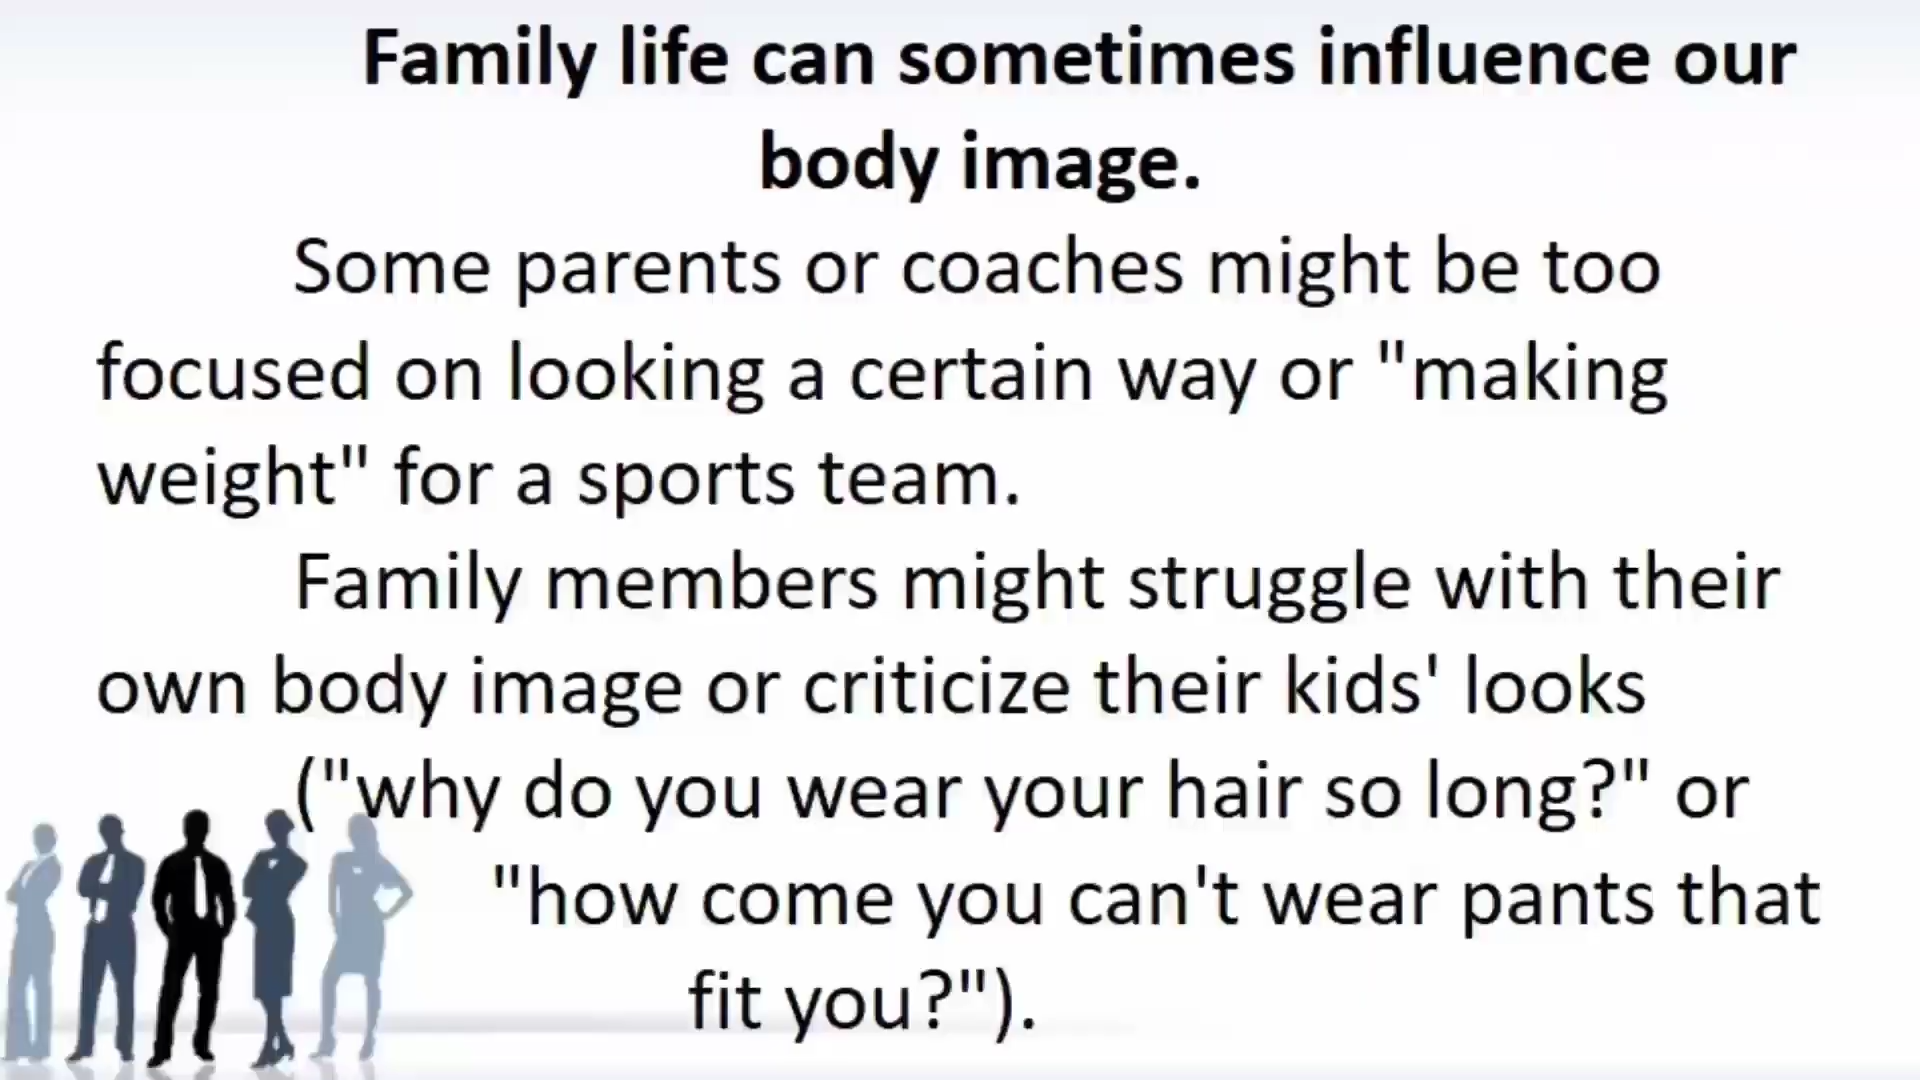 Family life can sometimes influence our
body image.
Some parents or coaches might be too
focused on looking a certain way or "making
weight" for a sports team.
Family members might struggle with their
own body image or criticize their kids' looks
("why do you wear your hair so long?" or
"how come you can't wear pants that
fit you?").